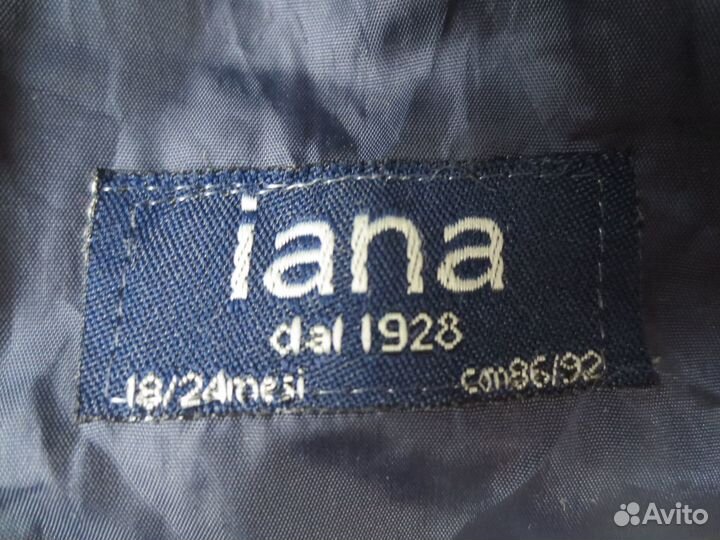 iana
dal 1928
18/24mesi cm86/92
Avito